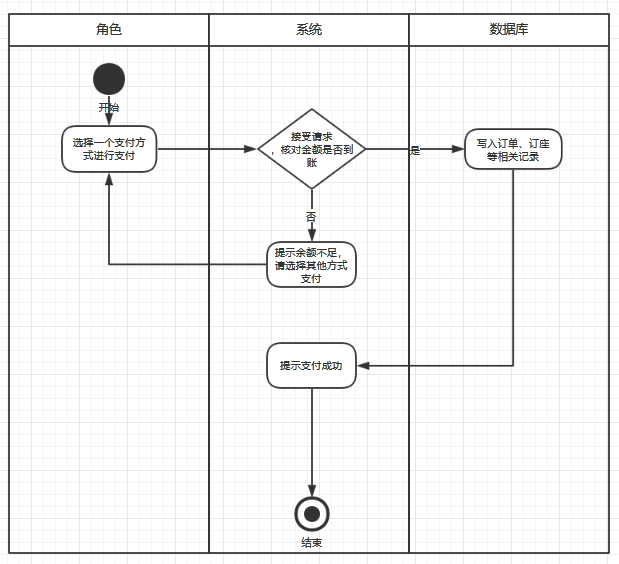 角色
系统
数据库
开始
选择一个支付方
式进行支付
接受请求
，核对金额是否到
账
是
写入订单、订座
等相关记录
否
提示余额不足，
请选择其他方式
支付
提示支付成功
结束